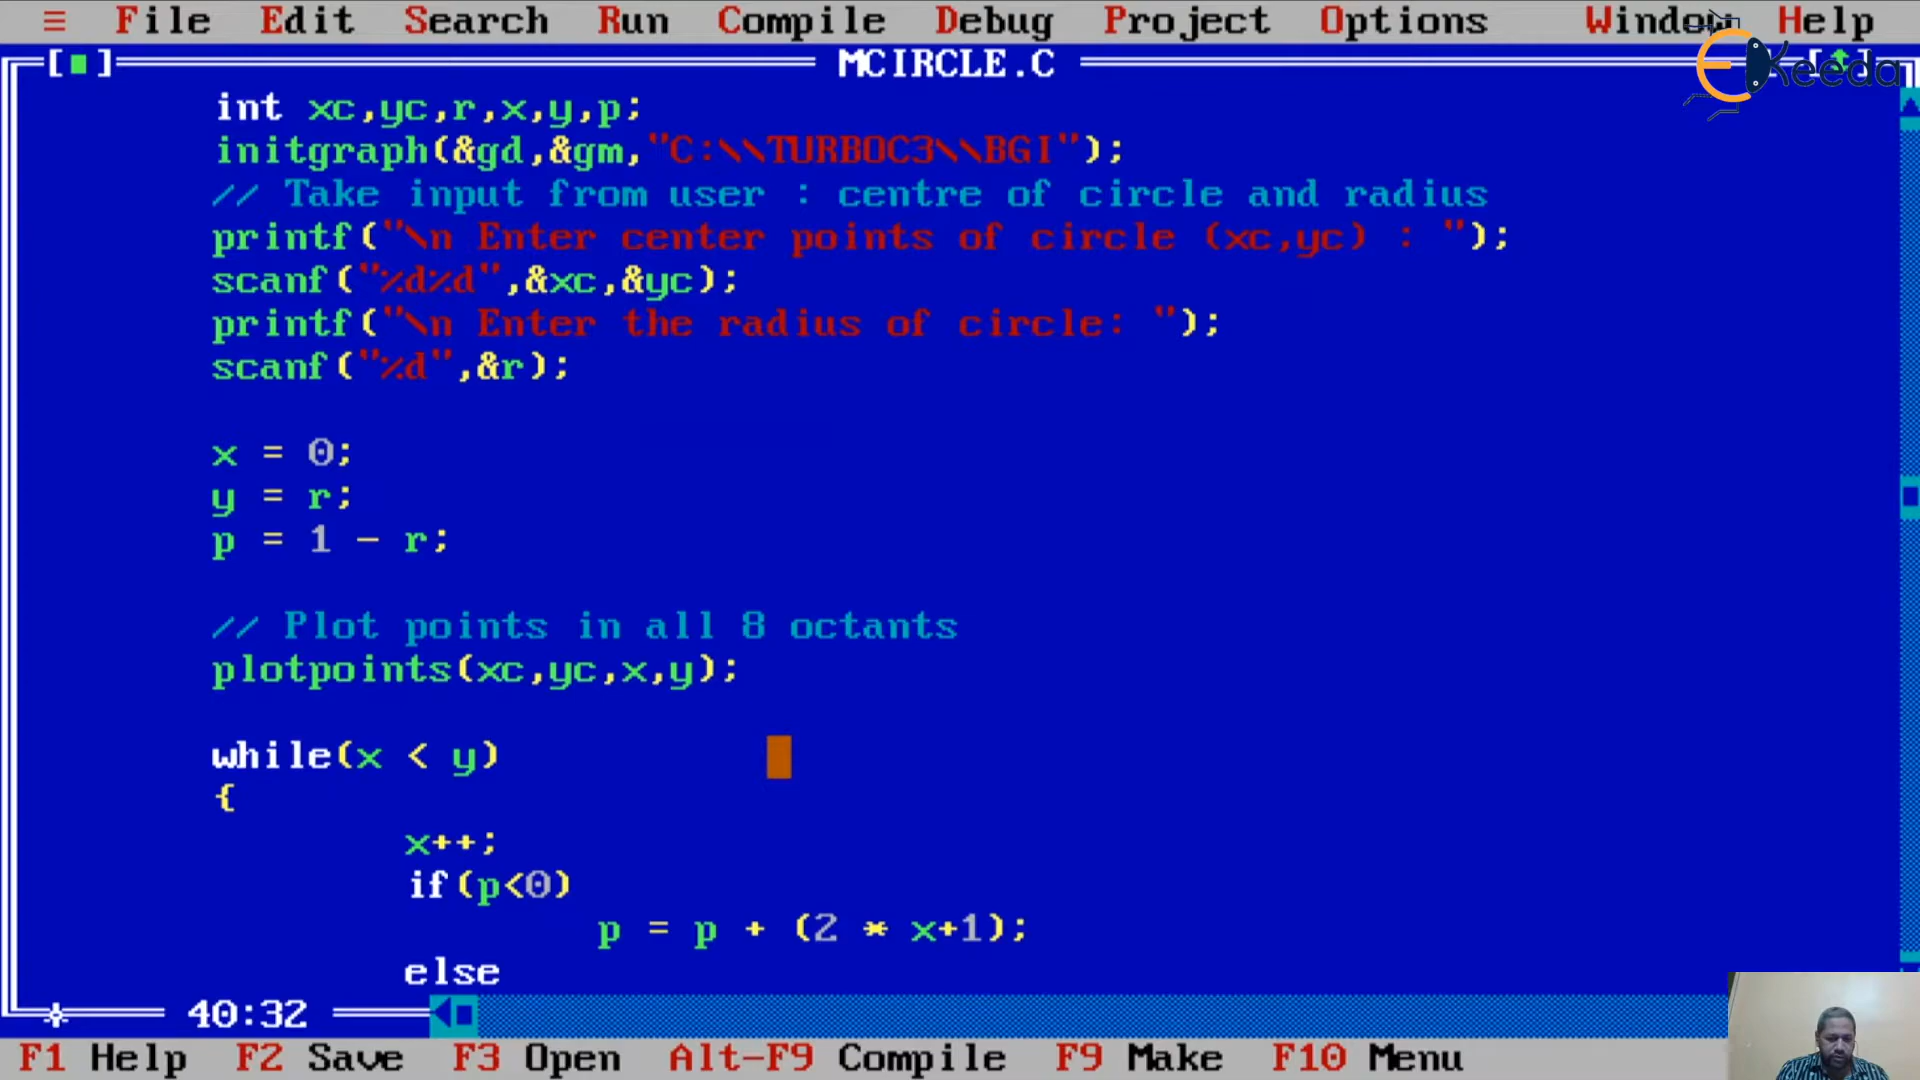 ≡ File Edit Search Run Compile Debug Project Options Window Help
[■] MCIRCLE.C [↑]
Keeda
int xc,yc,r,x,y,p;
initgraph(&gd,&gm,"C:\\TURBOC3\\BGI");
// Take input from user : centre of circle and radius
printf("\n Enter center points of circle (xc,yc) : ");
scanf("%d%d",&xc,&yc);
printf("\n Enter the radius of circle: ");
scanf("%d",&r);
x = 0;
y = r;
p = 1 - r;
// Plot points in all 8 octants
plotpoints(xc,yc,x,y);
while(x < y)
{
x++;
if(p<0)
p = p + (2 * x+1);
else
40:32
F1 Help F2 Save F3 Open Alt-F9 Compile F9 Make F10 Menu